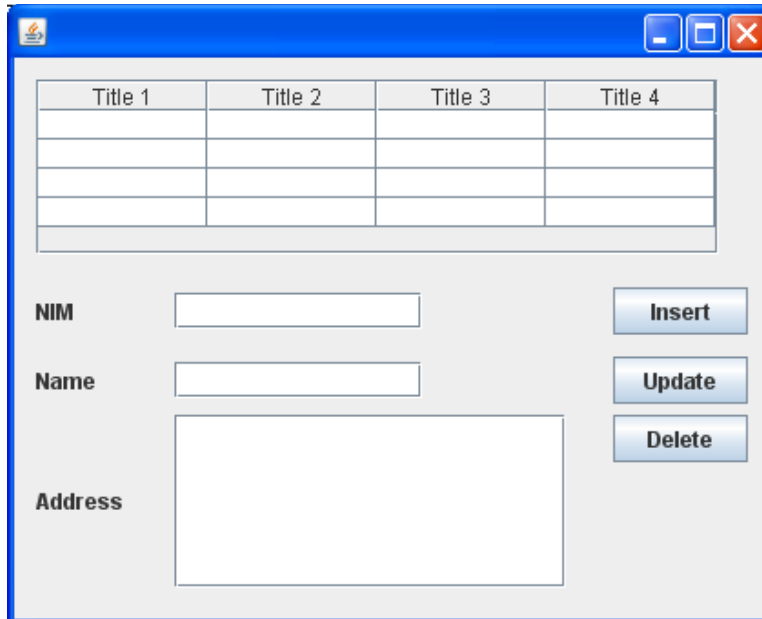 Title 1 Title 2 Title 3 Title 4
NIM Insert
Name Update
Delete
Address